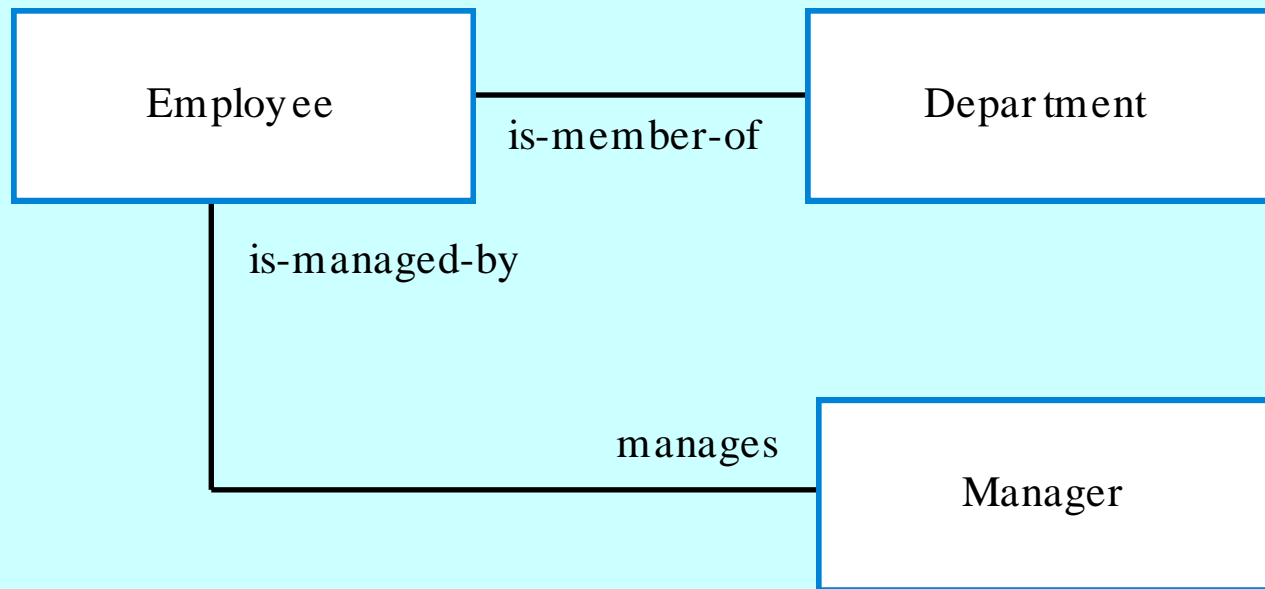 Employee
Department
is-member-of
is-managed-by
manages
Manager